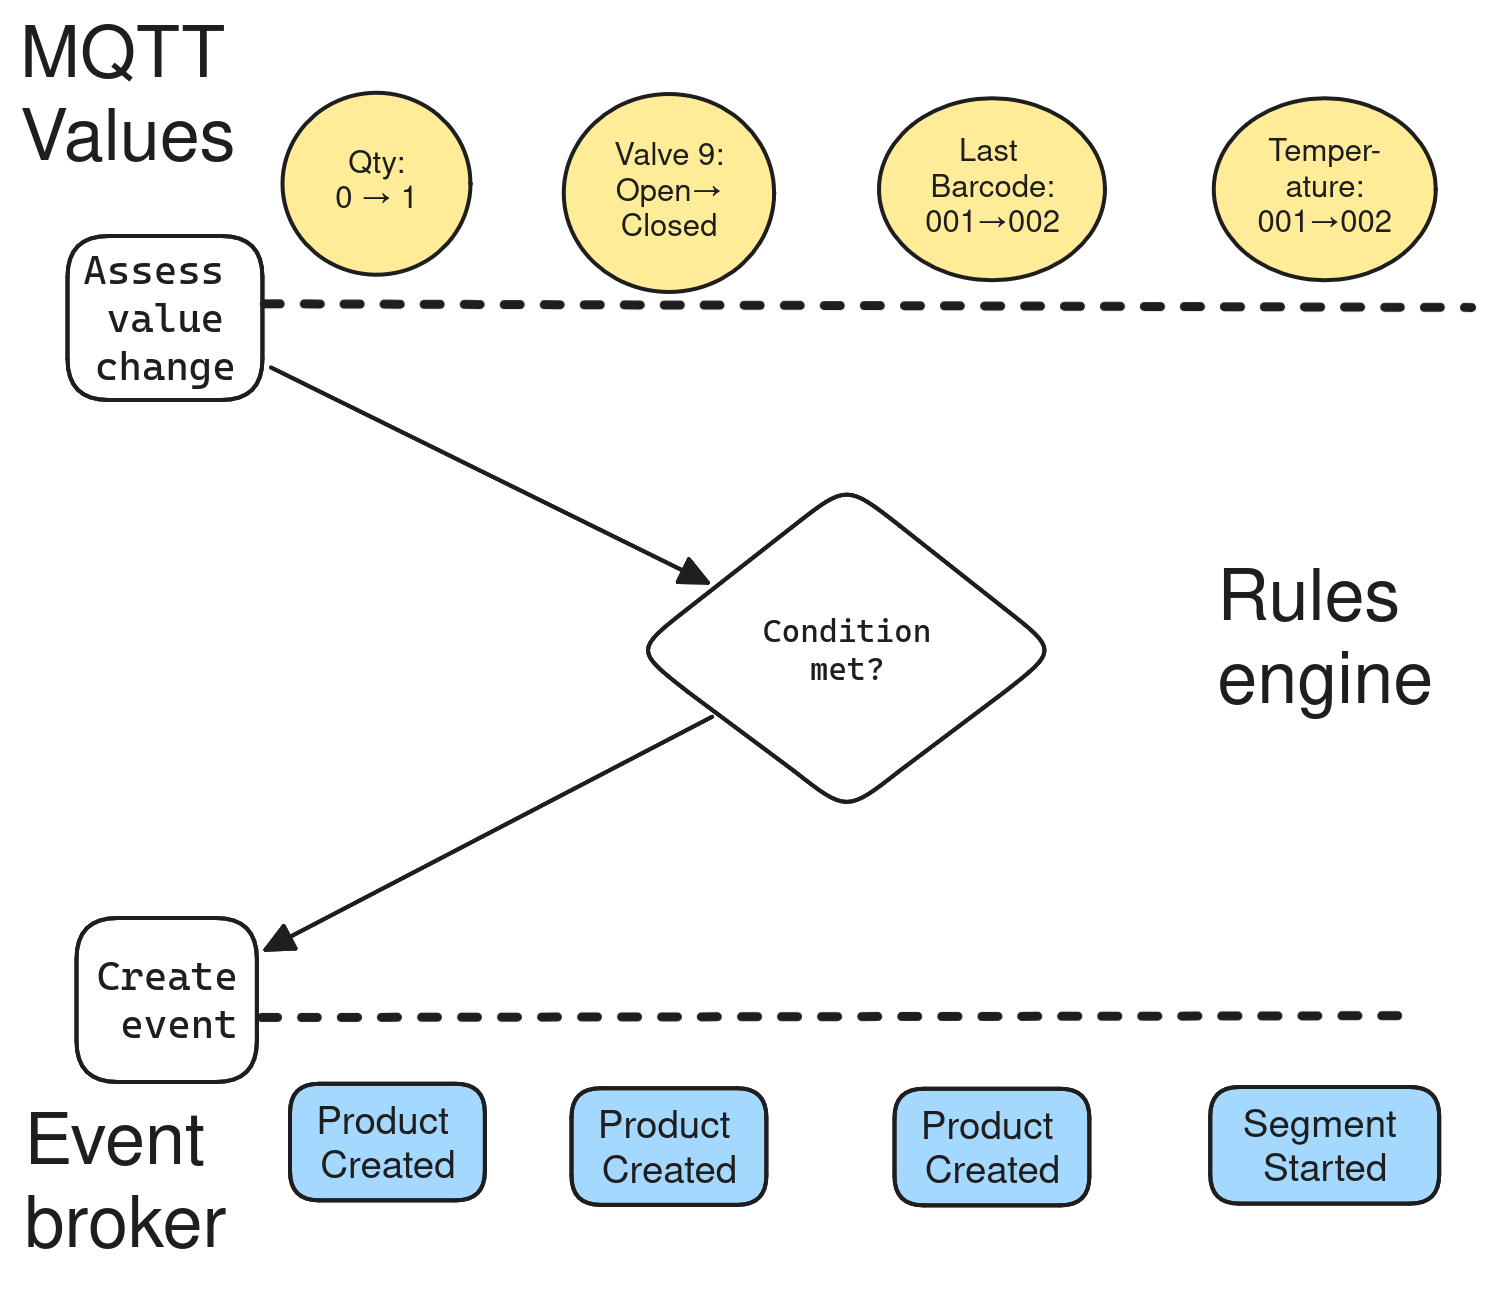 MQTT
Values
Qty:
0 → 1
Valve 9:
Open→
Closed
Last
Barcode:
001→002
Temper-
ature:
001→002
Assess
value
change
Condition
met?
Rules
engine
Create
event
Event
broker
Product
Created
Product
Created
Product
Created
Segment
Started